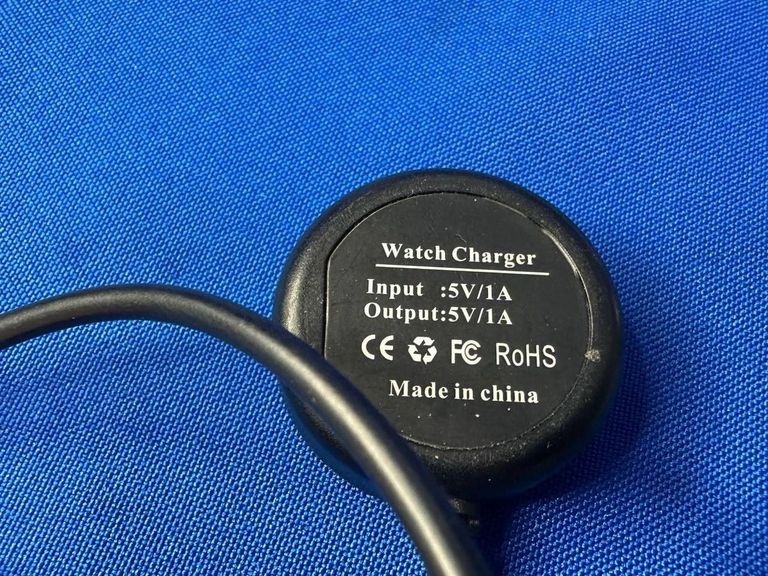 Watch Charger
Input :5V/1A
Output:5V/1A
CE FC RoHS
Made in china